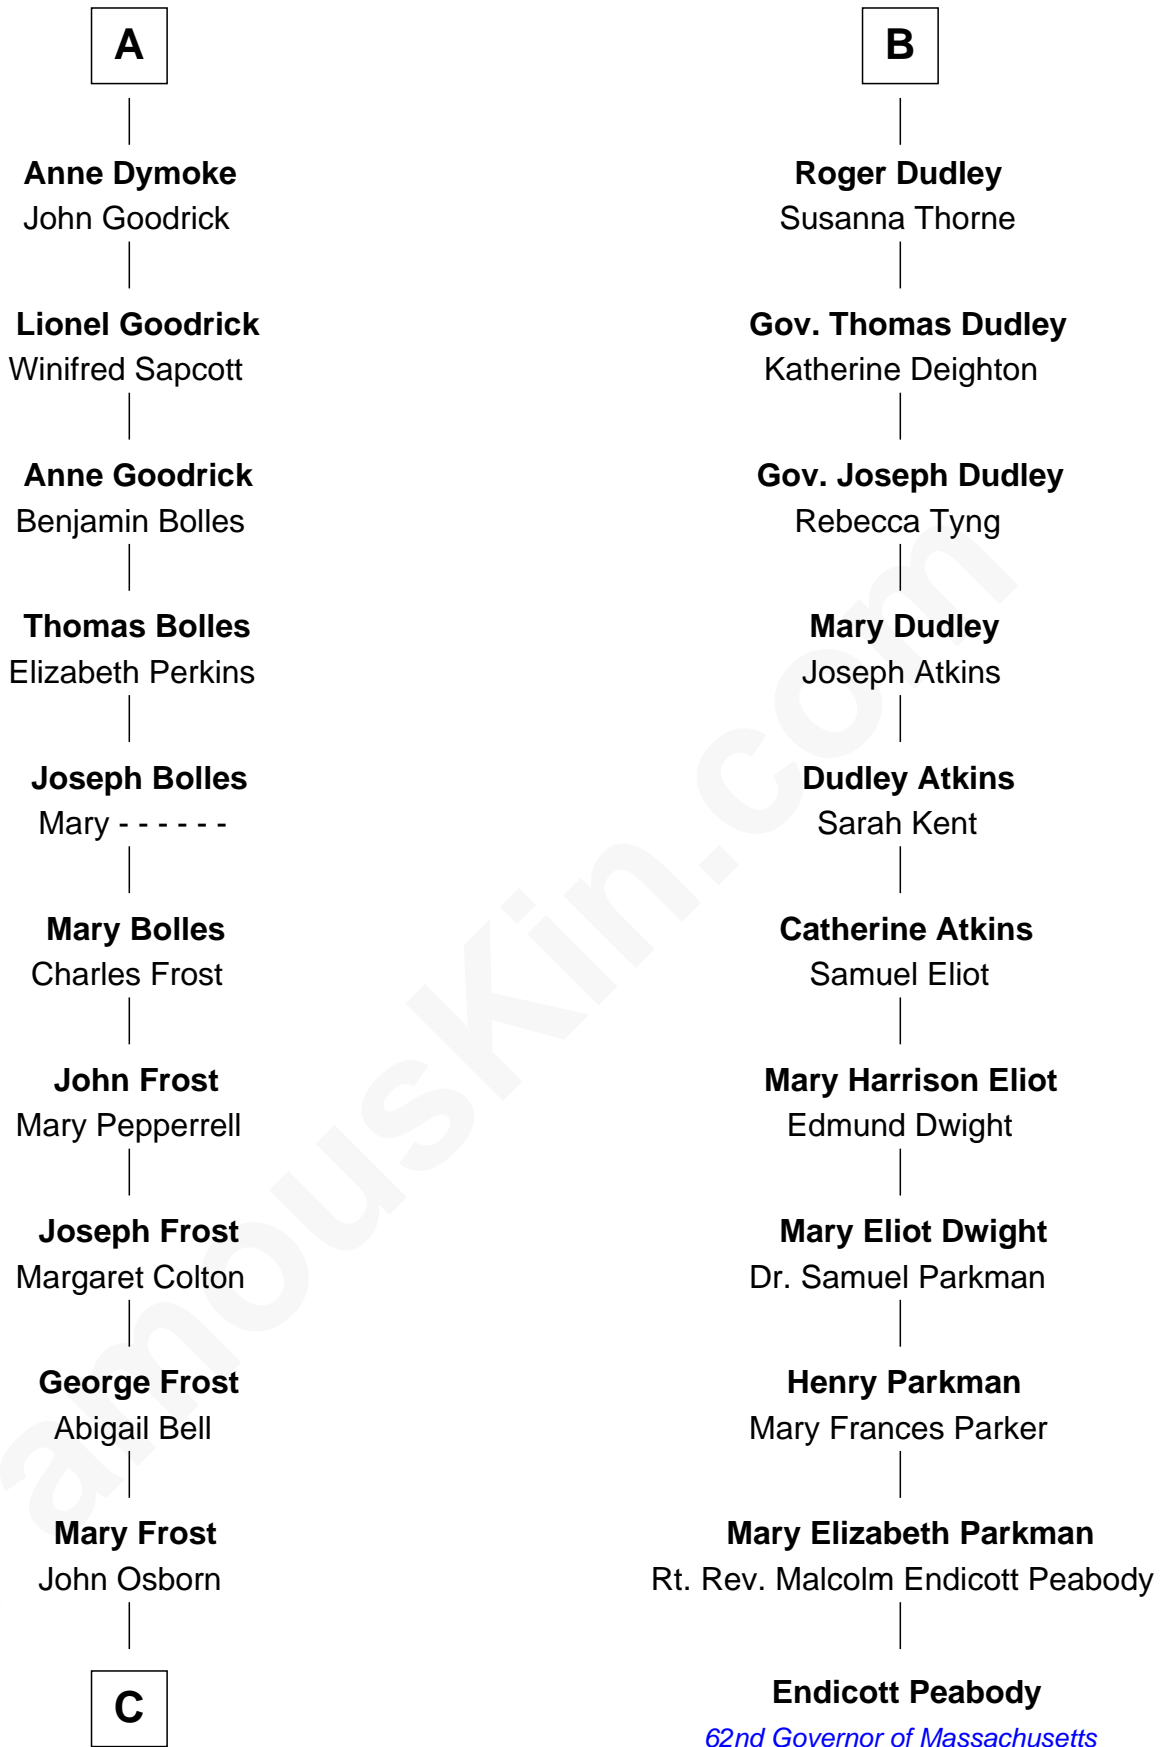 A
Anne Dymoke
John Goodrick
Lionel Goodrick
Winifred Sapcott
Anne Goodrick
Benjamin Bolles
Thomas Bolles
Elizabeth Perkins
Joseph Bolles
Mary - - - - - -
Mary Bolles
Charles Frost
John Frost
Mary Pepperrell
Joseph Frost
Margaret Colton
George Frost
Abigail Bell
Mary Frost
John Osborn
C
B
Roger Dudley
Susanna Thorne
Gov. Thomas Dudley
Katherine Deighton
Gov. Joseph Dudley
Rebecca Tyng
Mary Dudley
Joseph Atkins
Dudley Atkins
Sarah Kent
Catherine Atkins
Samuel Eliot
Mary Harrison Eliot
Edmund Dwight
Mary Eliot Dwight
Dr. Samuel Parkman
Henry Parkman
Mary Frances Parker
Mary Elizabeth Parkman
Rt. Rev. Malcolm Endicott Peabody
Endicott Peabody
62nd Governor of Massachusetts
amousKin.com